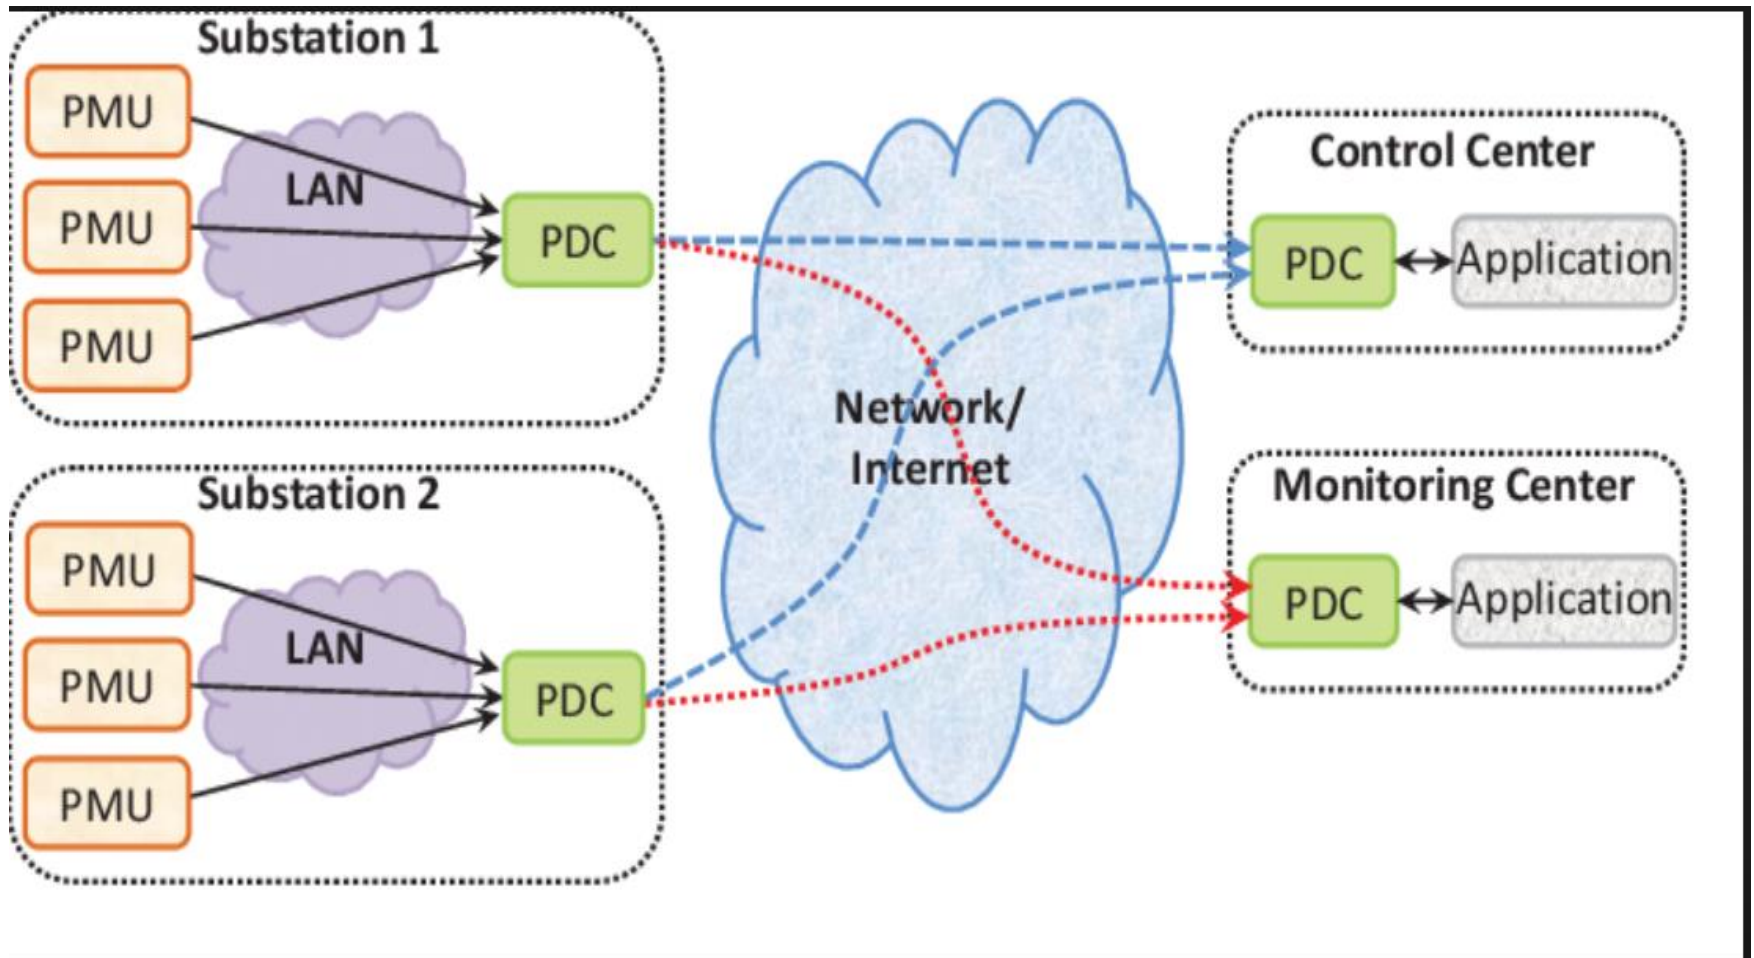 Substation 1
PMU
PMU
PMU
LAN
PDC
Substation 2
PMU
PMU
PMU
LAN
PDC
Network/
Internet
Control Center
PDC
Application
Monitoring Center
PDC
Application